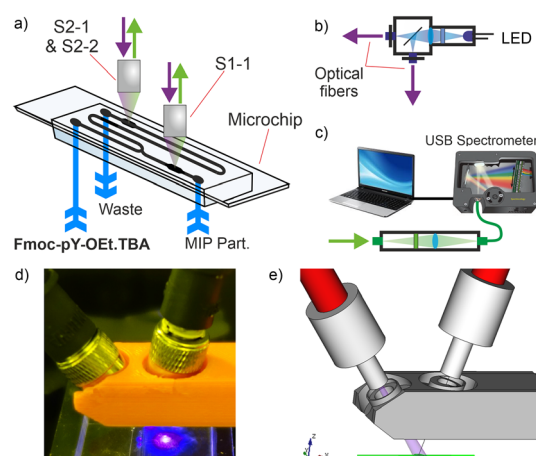 a)
S2-1
& S2-2
S1-1
Microchip
Waste
Fmoc-pY-OEt.TBA
MIP Part.
b)
LED
Optical
fibers
c)
USB Spectrometer
d)
e)
z